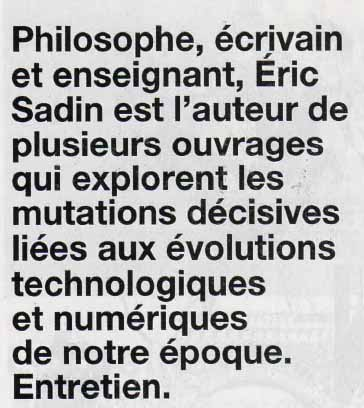 Philosophe, écrivain
et enseignant, Éric
Sadin est l’auteur de
plusieurs ouvrages
qui explorent les
mutations décisives
liées aux évolutions
technologiques
et numériques
de notre époque.
Entretien.